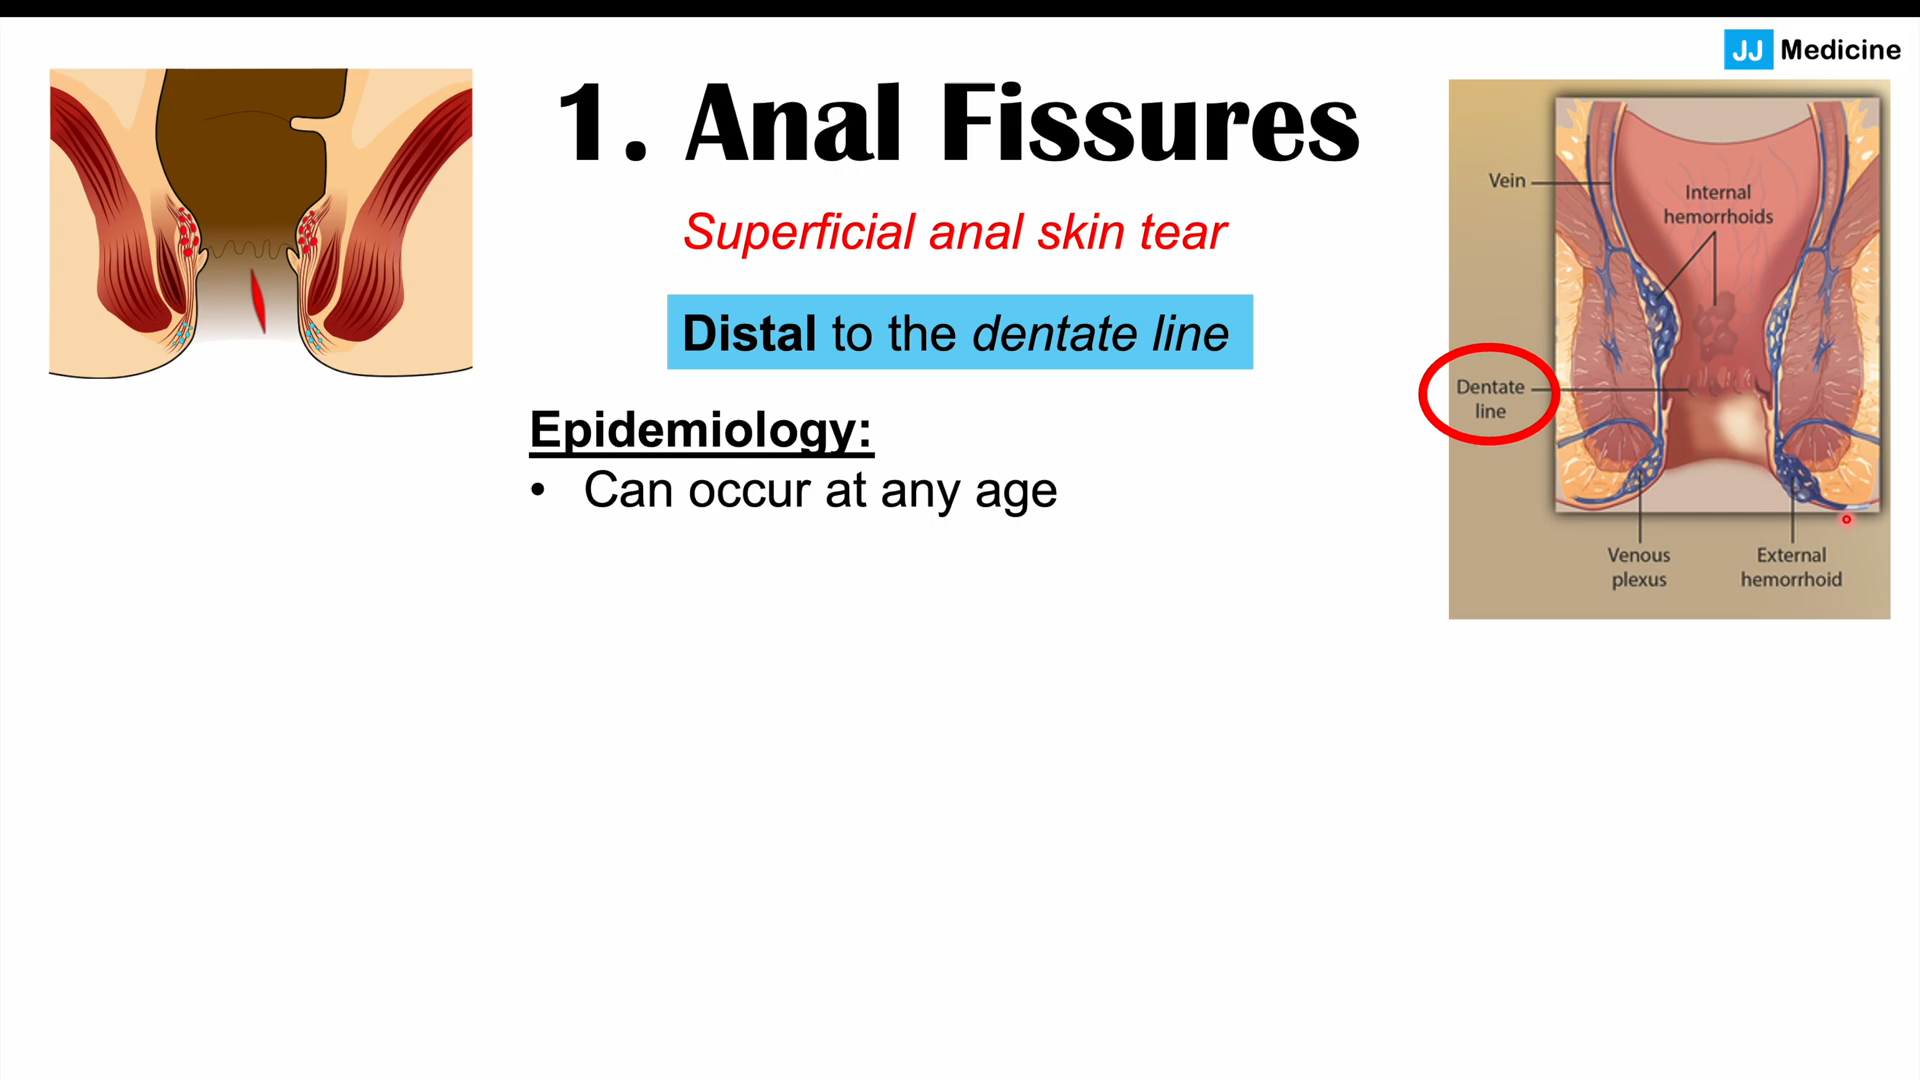 JJ Medicine
1. Anal Fissures
Superficial anal skin tear
Distal to the dentate line
Epidemiology:
• Can occur at any age
Vein
Internal
hemorrhoids
Dentate
line
Venous
plexus
External
hemorrhoid